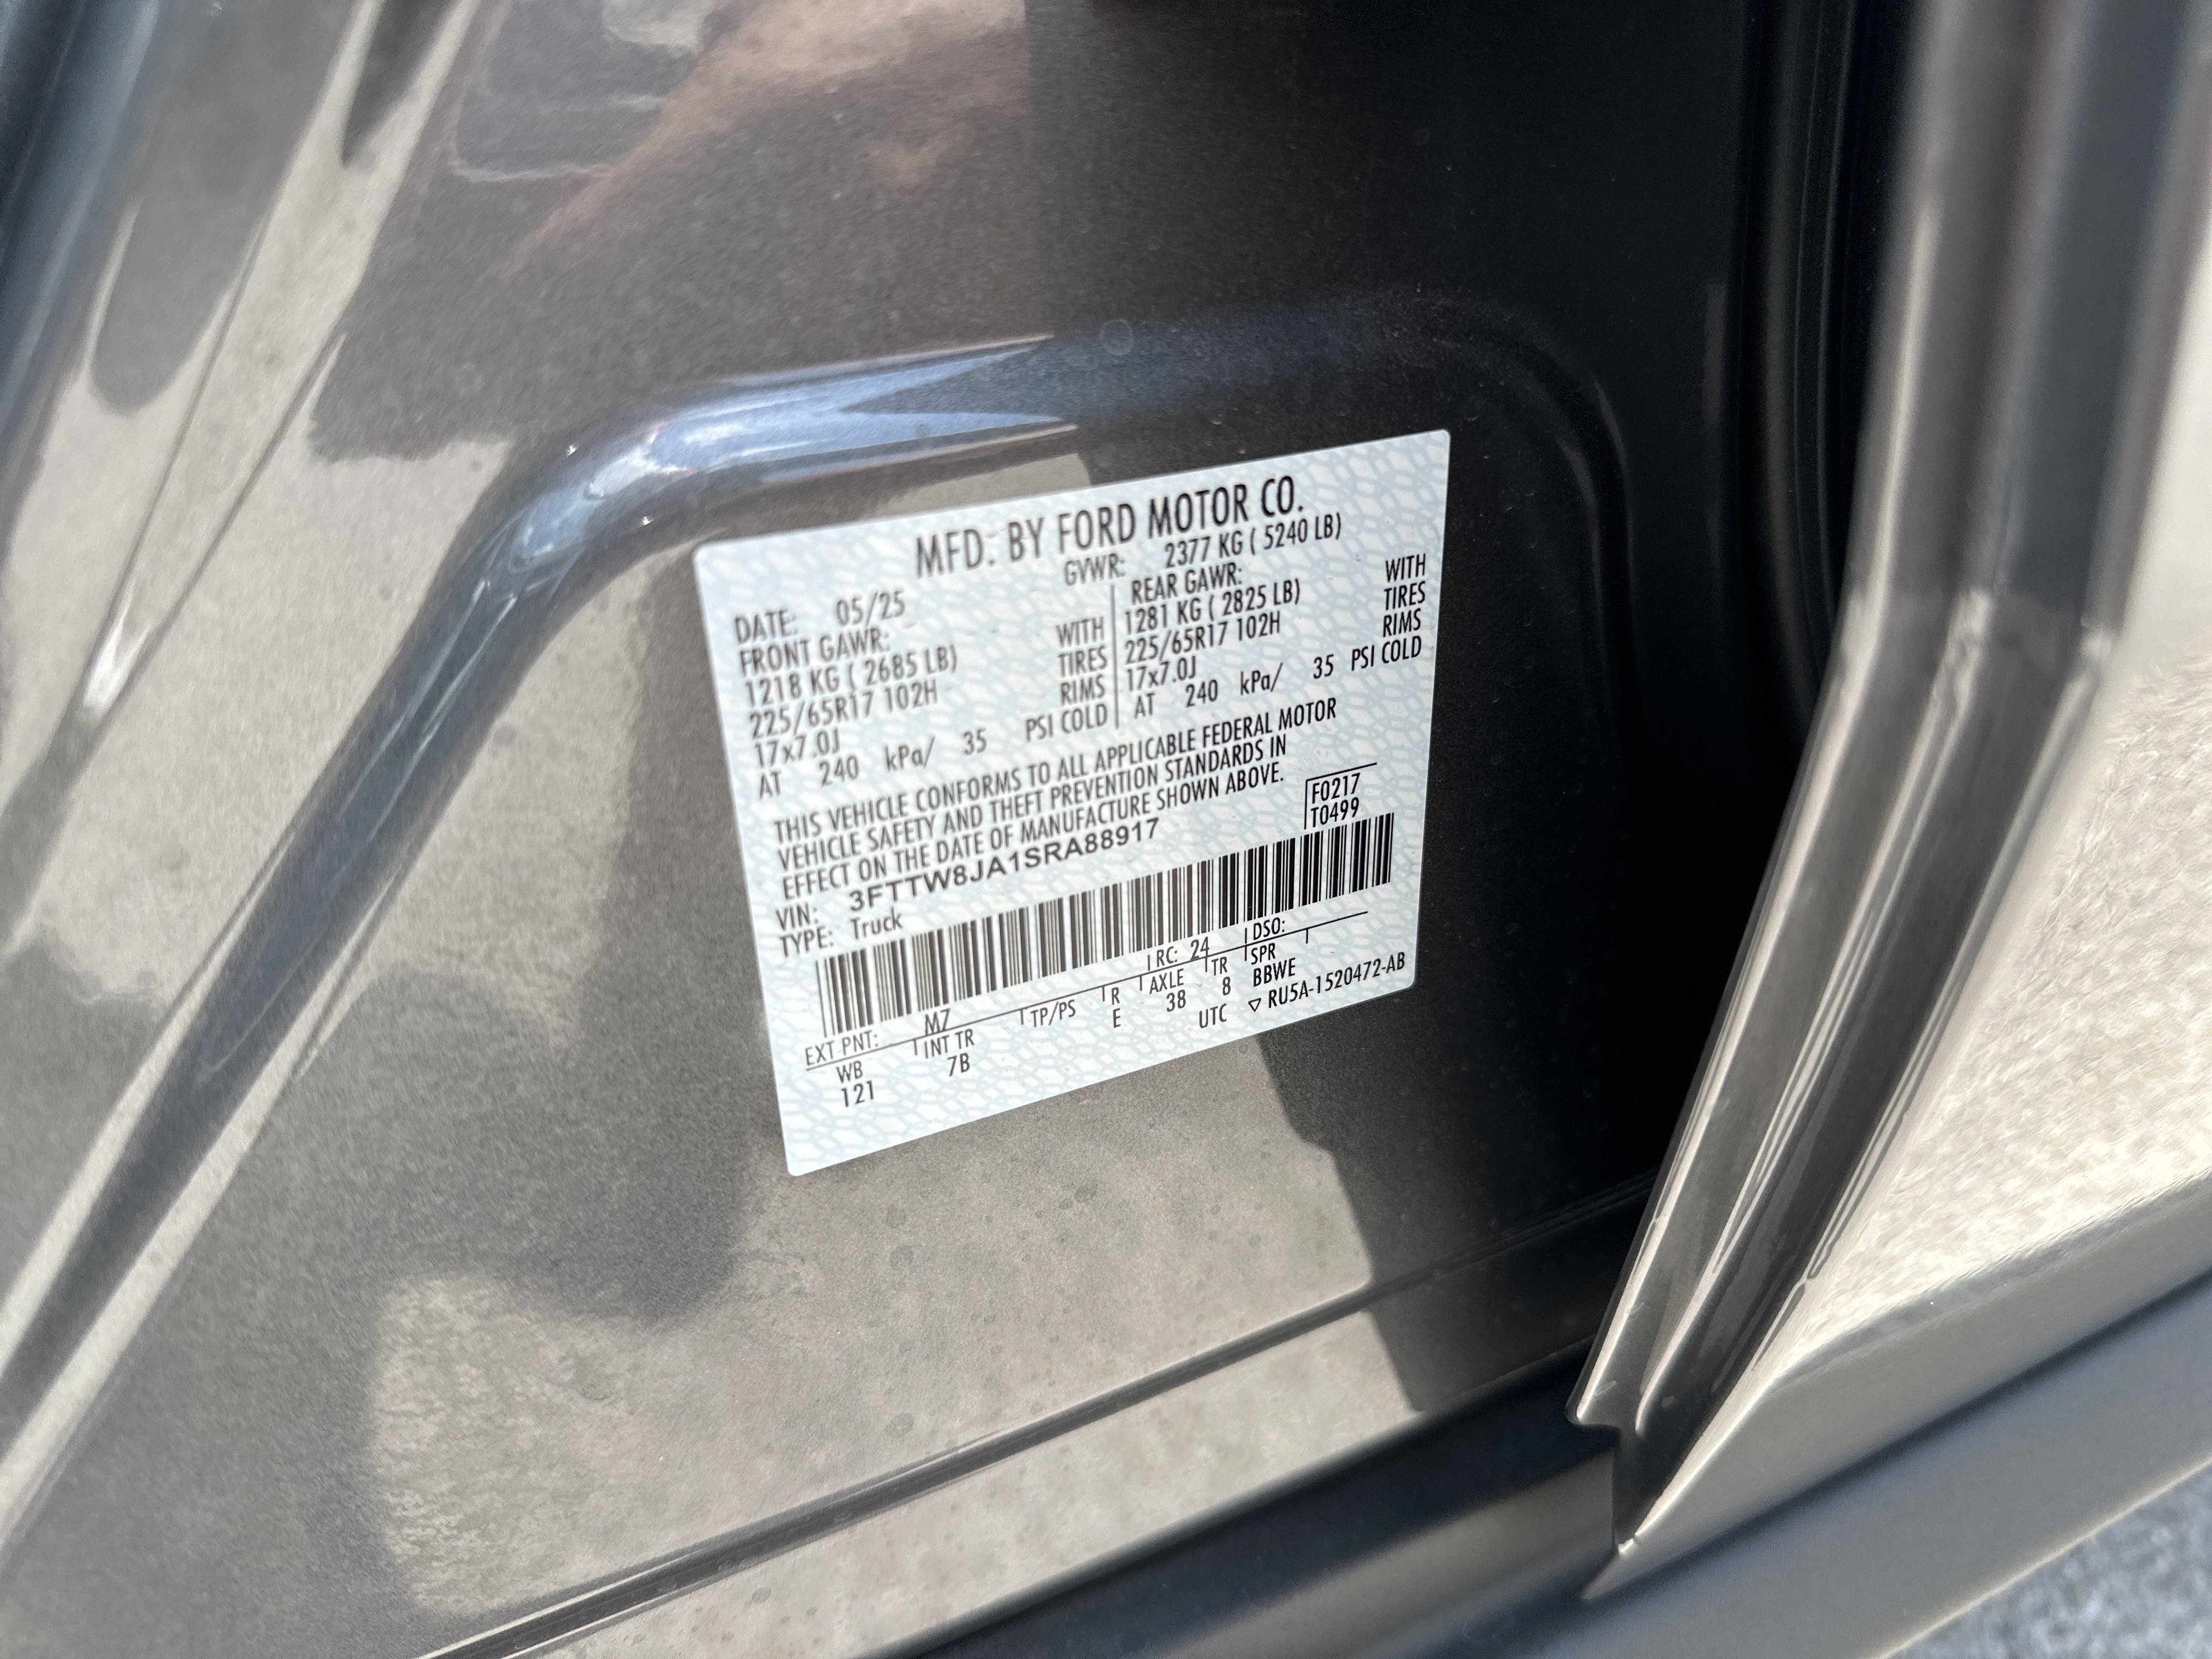 MFD. BY FORD MOTOR CO.
DATE: 05/25 GVWR: 2377 KG ( 5240 LB)
FRONT GAWR: REAR GAWR:
1218 KG ( 2685 LB) WITH 1281 KG ( 2825 LB) WITH
225/65R17 102H TIRES 225/65R17 102H TIRES
17x7.0J RIMS 17x7.0J RIMS
AT 240 kPa/ 35 PSI COLD AT 240 kPa/ 35 PSI COLD
THIS VEHICLE CONFORMS TO ALL APPLICABLE FEDERAL MOTOR
VEHICLE SAFETY AND THEFT PREVENTION STANDARDS IN
EFFECT ON THE DATE OF MANUFACTURE SHOWN ABOVE.
VIN: 3FTTW8JA1SRA88917 F0217
TYPE: Truck T0499
EXT PNT: MZ RC: 24 DSO:
WB INT TR TP/PS R AXLE TR SPR
121 7B E 38 8 BBWE
UTC ▽ RU5A-1520472-AB